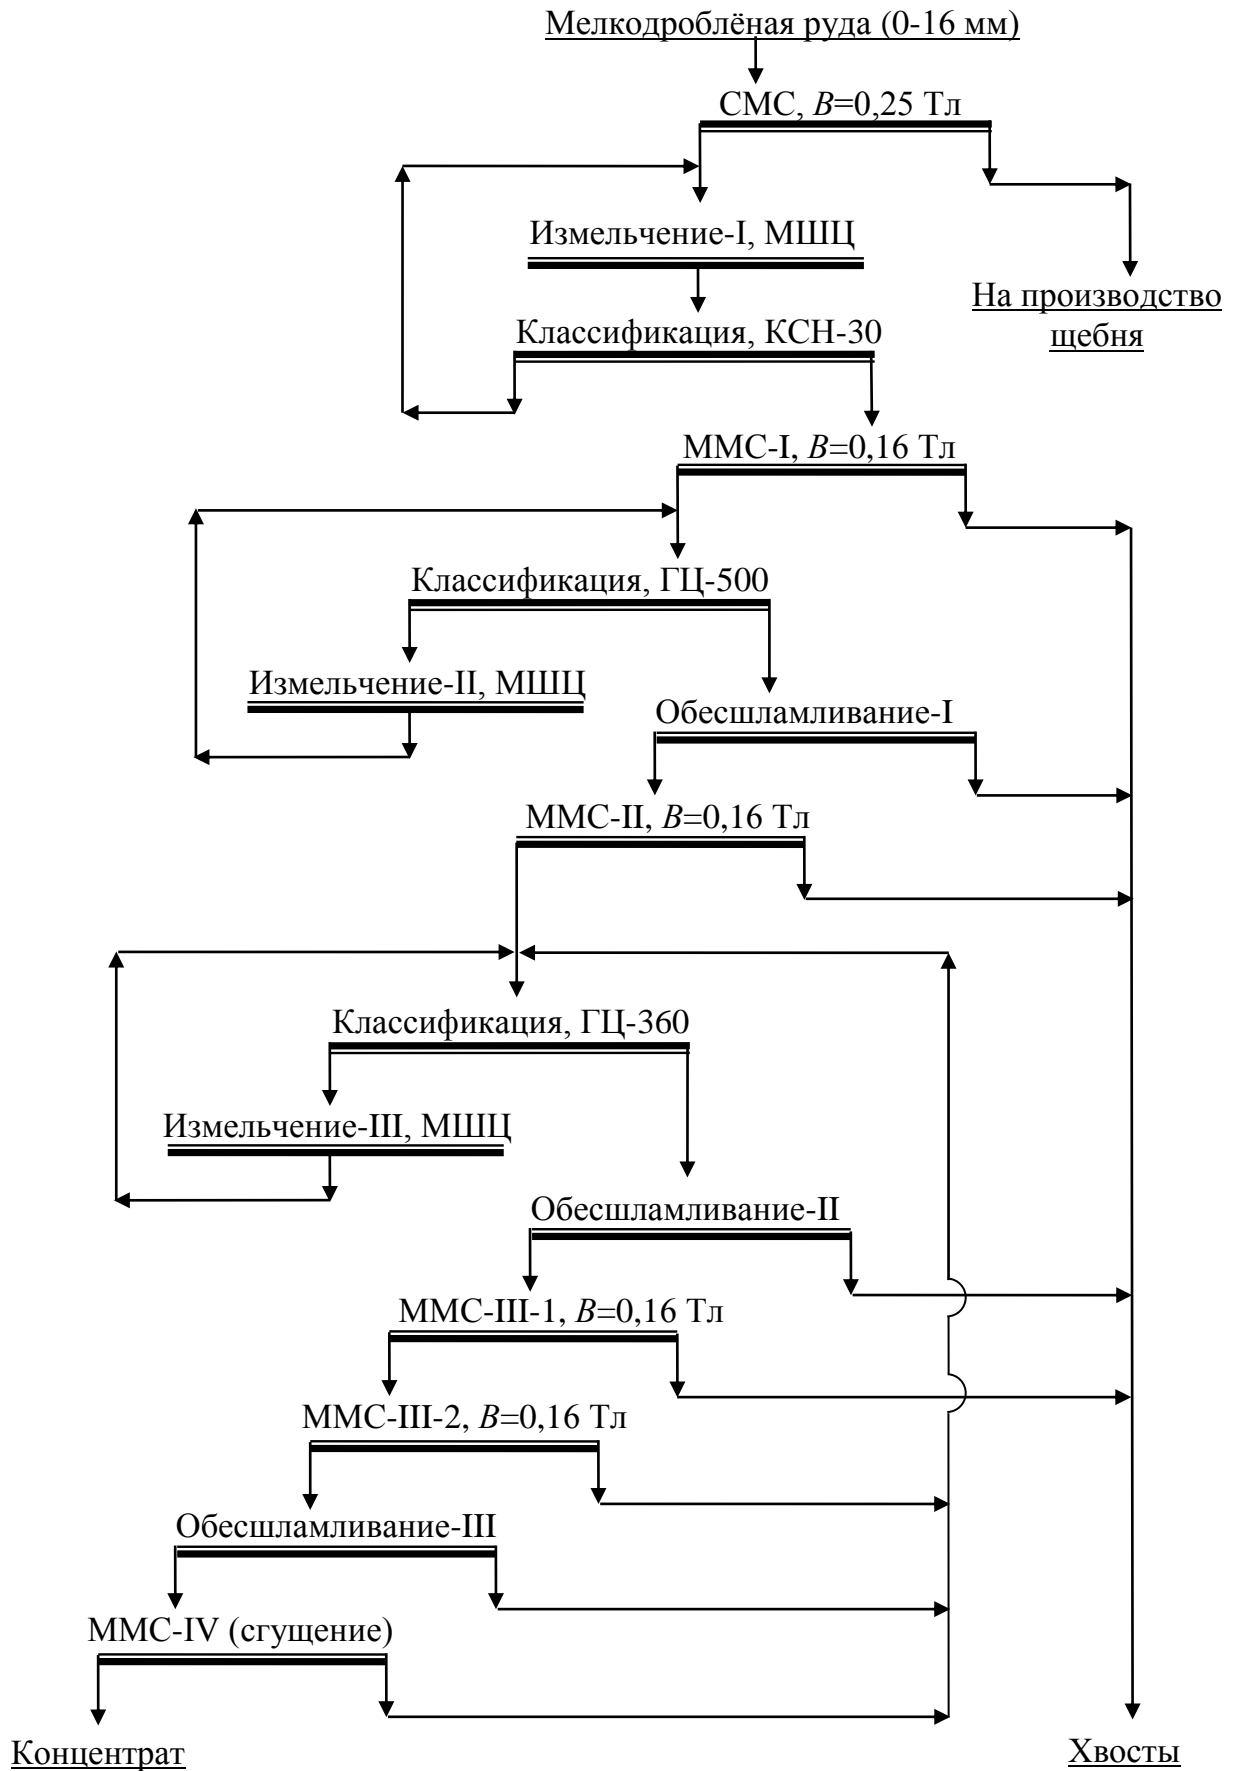 Мелкодроблёная руда (0-16 мм)
СМС, B=0,25 Тл
Измельчение-I, МШЦ
На производство
щебня
Классификация, КСН-30
ММС-I, B=0,16 Тл
Классификация, ГЦ-500
Измельчение-II, МШЦ
Обесшламливание-I
ММС-II, B=0,16 Тл
Классификация, ГЦ-360
Измельчение-III, МШЦ
Обесшламливание-II
ММС-III-1, B=0,16 Тл
ММС-III-2, B=0,16 Тл
Обесшламливание-III
ММС-IV (сгущение)
Концентрат
Хвосты